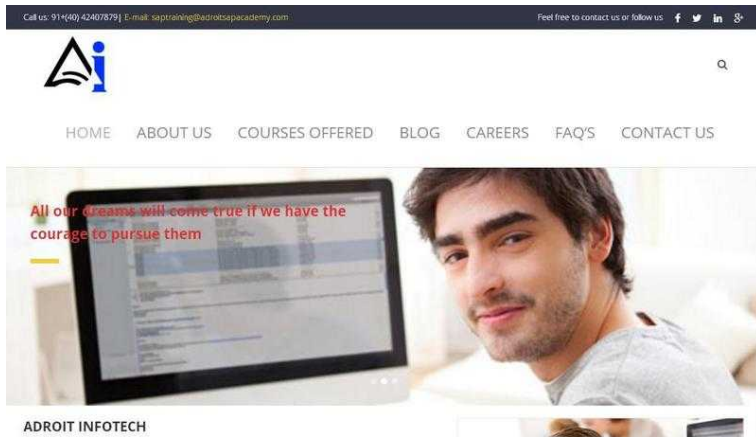 Call us: 91+(40) 42407879| E-mail: saptraining@adroitsapacademy.com
Feel free to contact us or follow us
Ai
HOME ABOUT US COURSES OFFERED BLOG CAREERS FAQ'S CONTACT US
All our dreams will come true if we have the
courage to pursue them
ADROIT INFOTECH